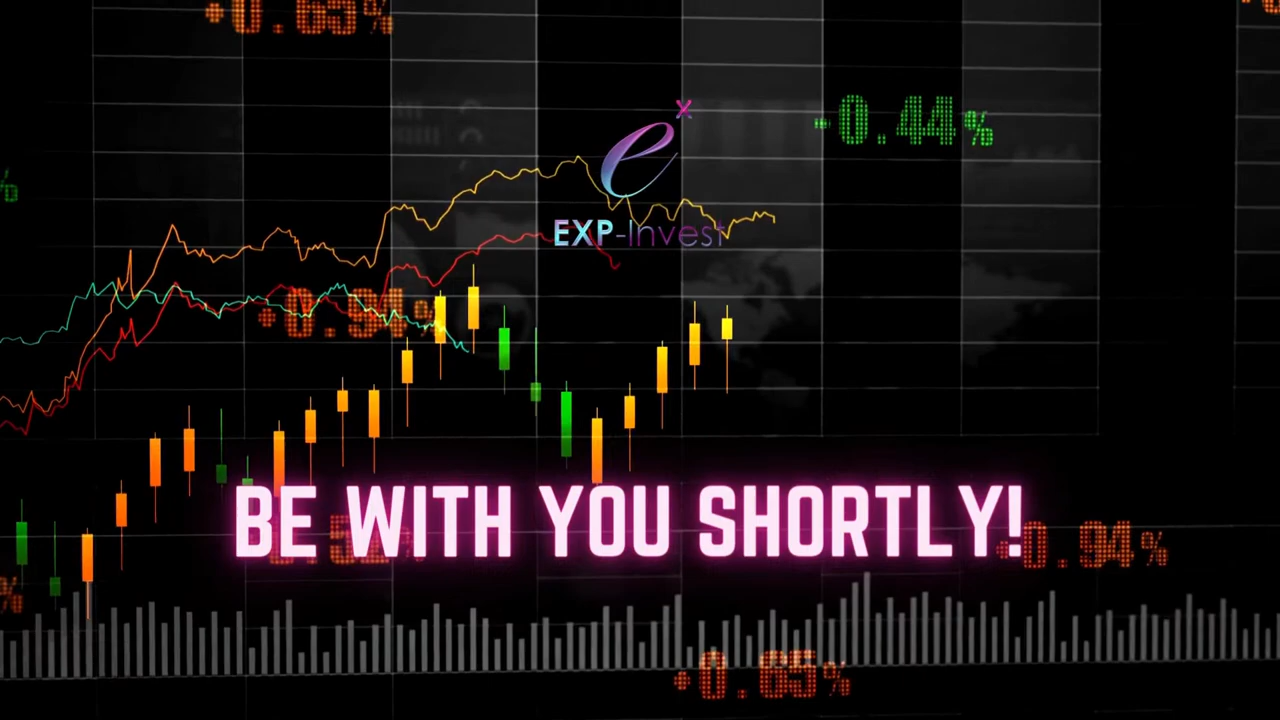 +0.65%
-0.44%
%
e x
EXP-Invest
+0.94%
BE WITH YOU SHORTLY!
0.94%
%
+0.65%